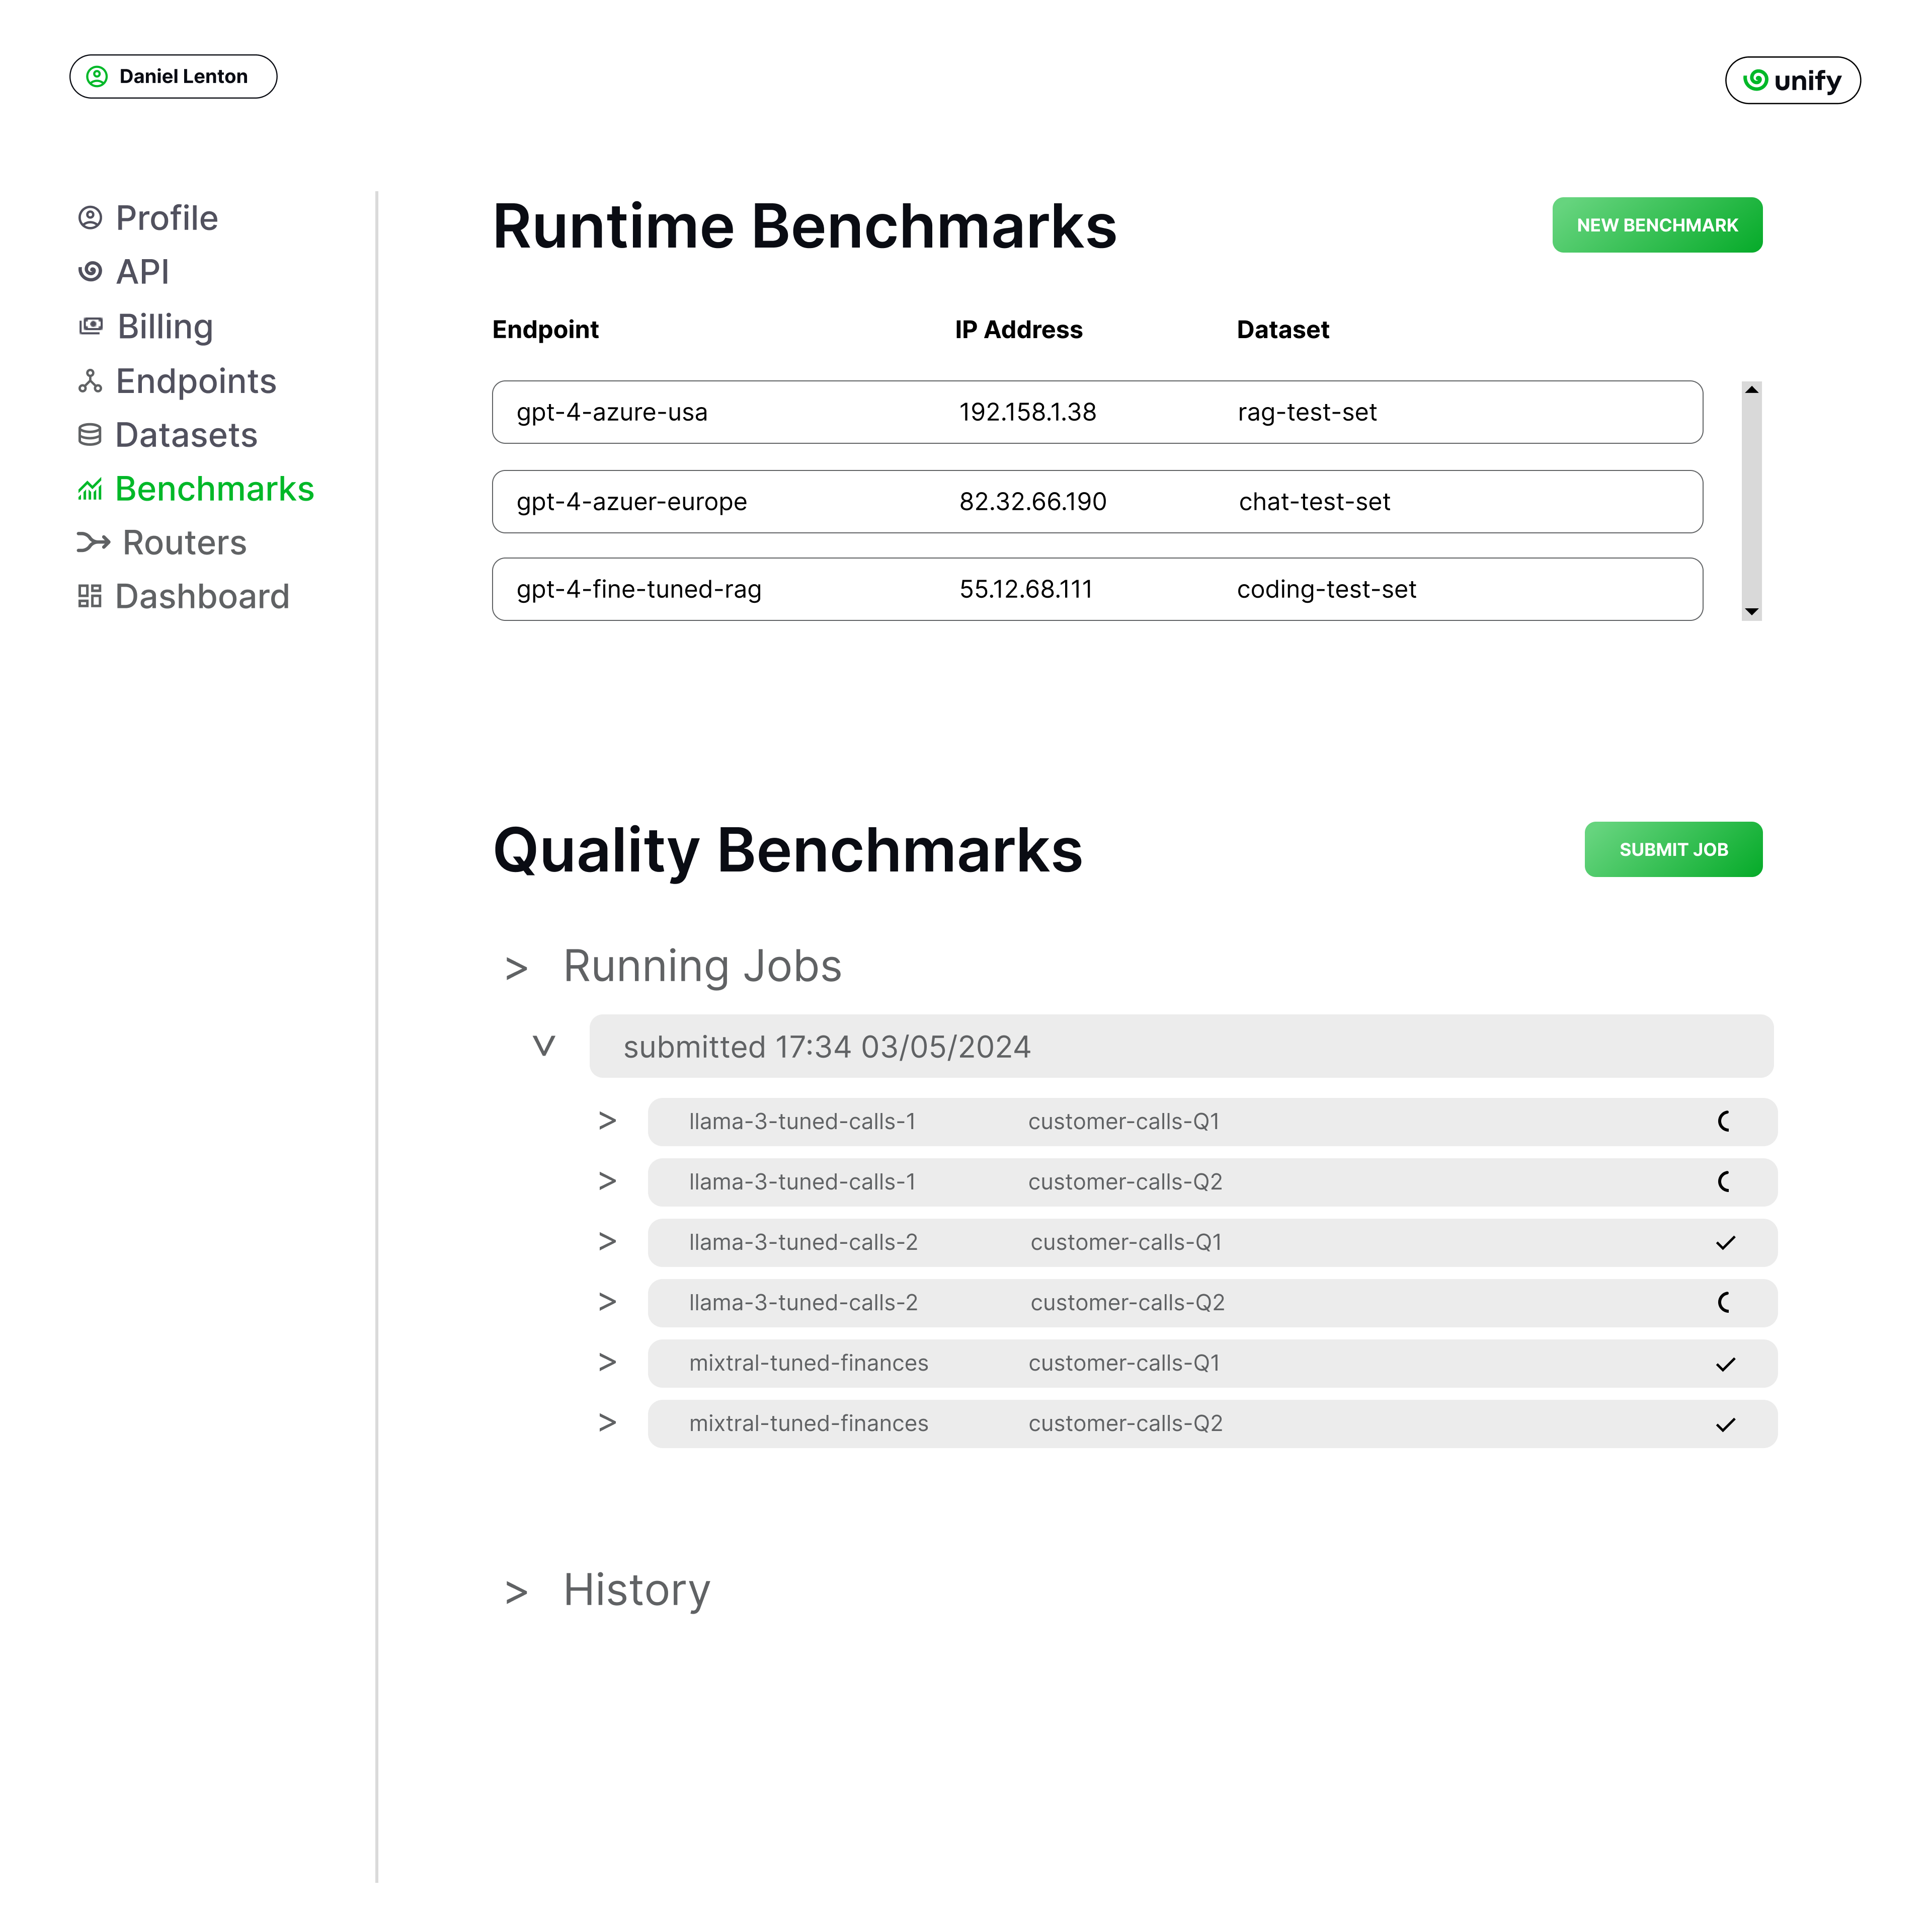 Daniel Lenton
unify
Profile
API
Billing
Endpoints
Datasets
Benchmarks
Routers
Dashboard
Runtime Benchmarks
NEW BENCHMARK
Endpoint IP Address Dataset
gpt-4-azure-usa 192.158.1.38 rag-test-set
gpt-4-azuer-europe 82.32.66.190 chat-test-set
gpt-4-fine-tuned-rag 55.12.68.111 coding-test-set
Quality Benchmarks
SUBMIT JOB
> Running Jobs
V submitted 17:34 03/05/2024
> llama-3-tuned-calls-1 customer-calls-Q1
> llama-3-tuned-calls-1 customer-calls-Q2
> llama-3-tuned-calls-2 customer-calls-Q1
> llama-3-tuned-calls-2 customer-calls-Q2
> mixtral-tuned-finances customer-calls-Q1
> mixtral-tuned-finances customer-calls-Q2
> History